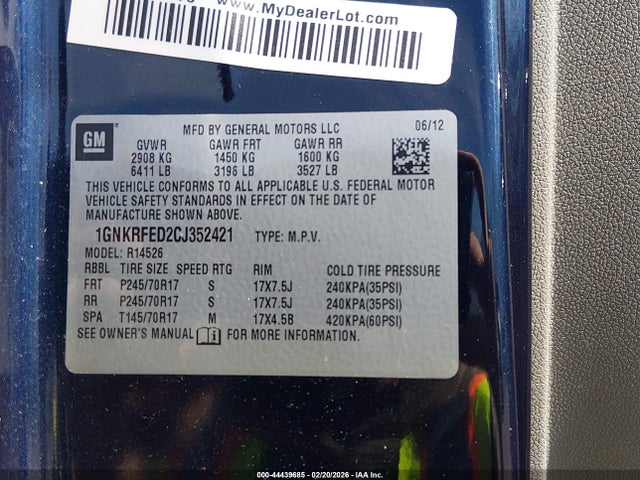 www.MyDealerLot.com
GM
MFD BY GENERAL MOTORS LLC 06/12
GVWR GAWR FRT GAWR RR
2908 KG 1450 KG 1600 KG
6411 LB 3196 LB 3527 LB
THIS VEHICLE CONFORMS TO ALL APPLICABLE U.S. FEDERAL MOTOR
VEHICLE SAFETY STANDARDS IN EFFECT ON THE DATE OF
MANUFACTURE SHOWN ABOVE.
1GNKRFED2CJ352421 TYPE: M.P.V.
MODEL: R14526
RBBL TIRE SIZE SPEED RTG RIM COLD TIRE PRESSURE
FRT P245/70R17 S 17X7.5J 240KPA(35PSI)
RR P245/70R17 S 17X7.5J 240KPA(35PSI)
SPA T145/70R17 M 17X4.5B 420KPA(60PSI)
SEE OWNER'S MANUAL FOR MORE INFORMATION.
000-44439685 - 02/20/2026 - IAA Inc.